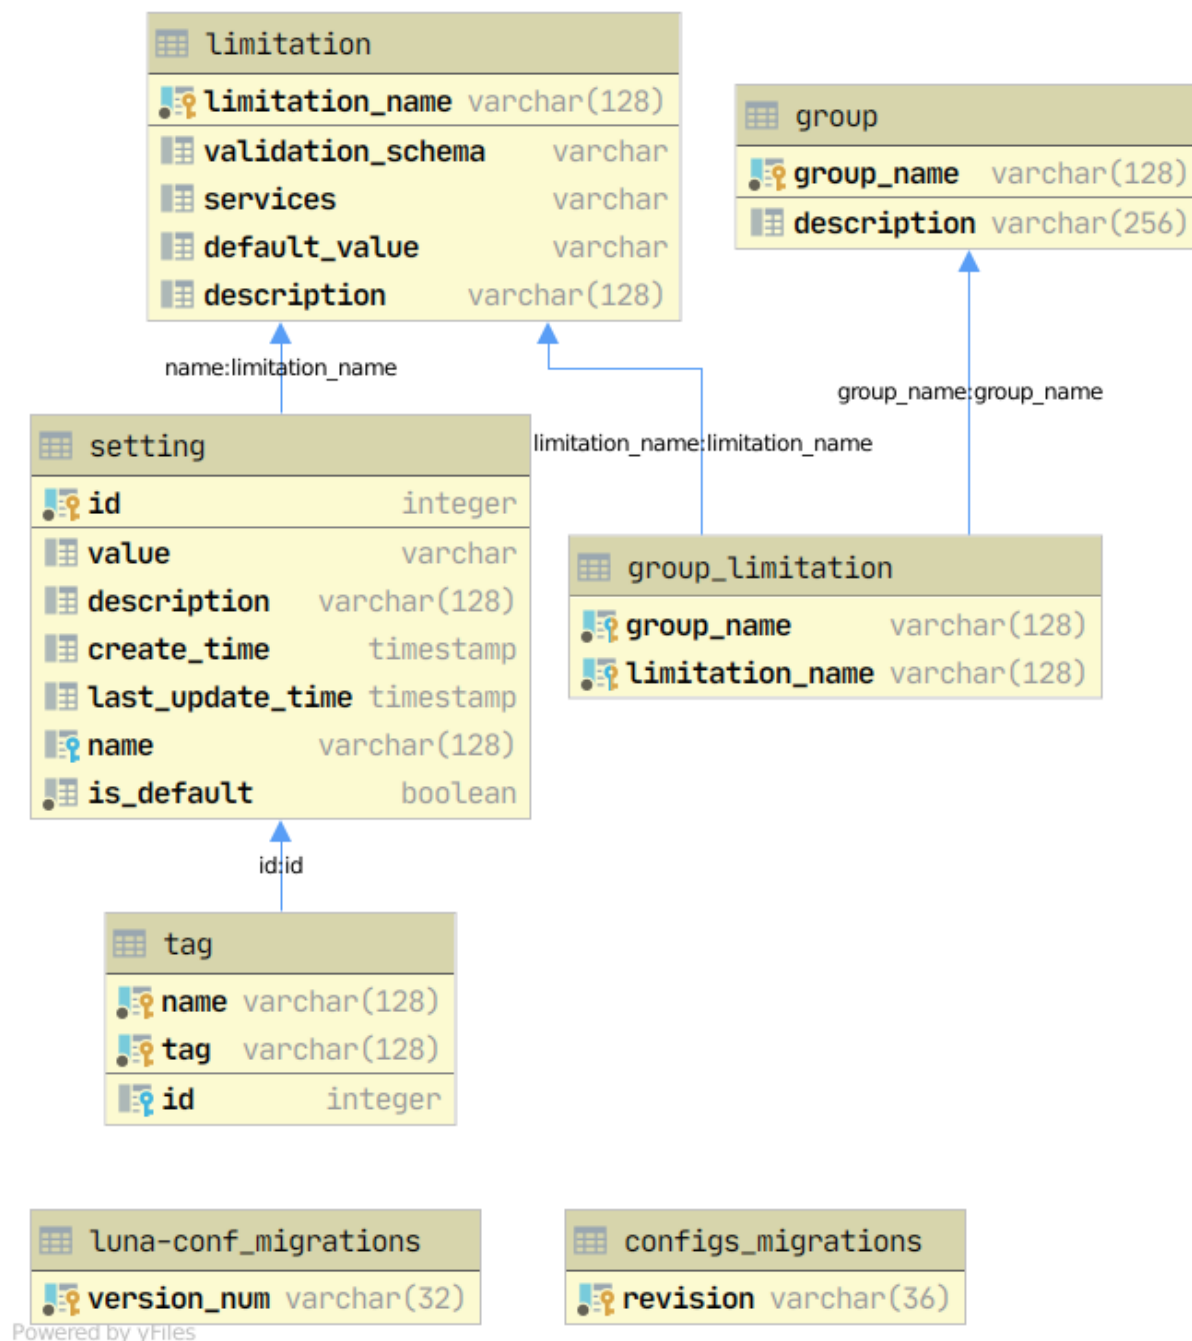 limitation
limitation_name varchar(128)
validation_schema varchar
services varchar
default_value varchar
description varchar(128)
group
group_name varchar(128)
description varchar(256)
name:limitation_name
group_name:group_name
limitation_name:limitation_name
setting
id integer
value varchar
description varchar(128)
create_time timestamp
last_update_time timestamp
name varchar(128)
is_default boolean
group_limitation
group_name varchar(128)
limitation_name varchar(128)
id:id
tag
name varchar(128)
tag varchar(128)
id integer
luna-conf_migrations
version_num varchar(32)
configs_migrations
revision varchar(36)
Powered by yFiles